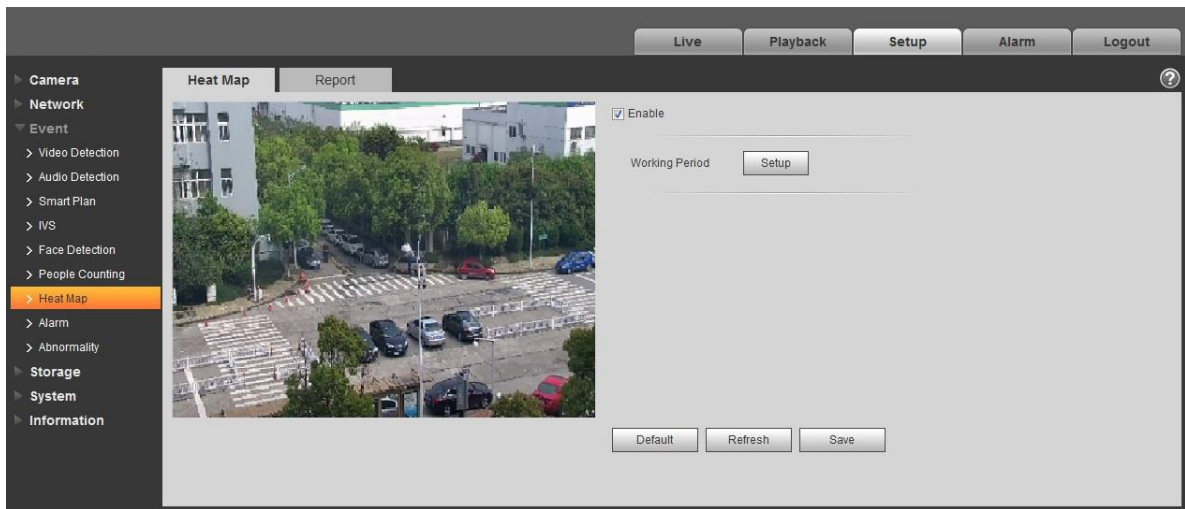 Live Playback Setup Alarm Logout
Camera
Network
Event
> Video Detection
> Audio Detection
> Smart Plan
> IVS
> Face Detection
> People Counting
> Heat Map
> Alarm
> Abnormality
Storage
System
Information
Heat Map Report
?
Enable
Working Period Setup
Default Refresh Save